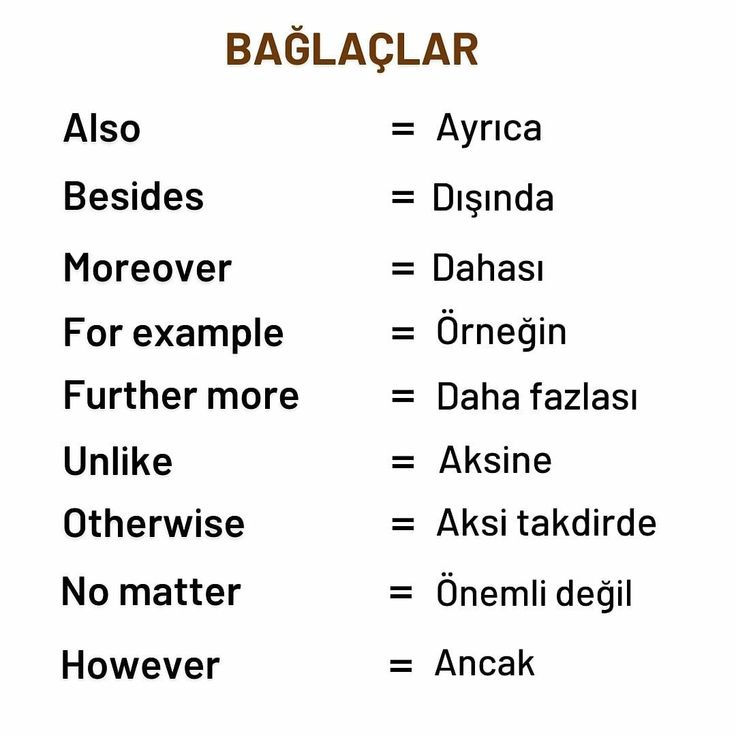 BAĞLAÇLAR
Also = Ayrıca
Besides = Dışında
Moreover = Dahası
For example = Örneğin
Further more = Daha fazlası
Unlike = Aksine
Otherwise = Aksi takdirde
No matter = Önemli değil
However = Ancak